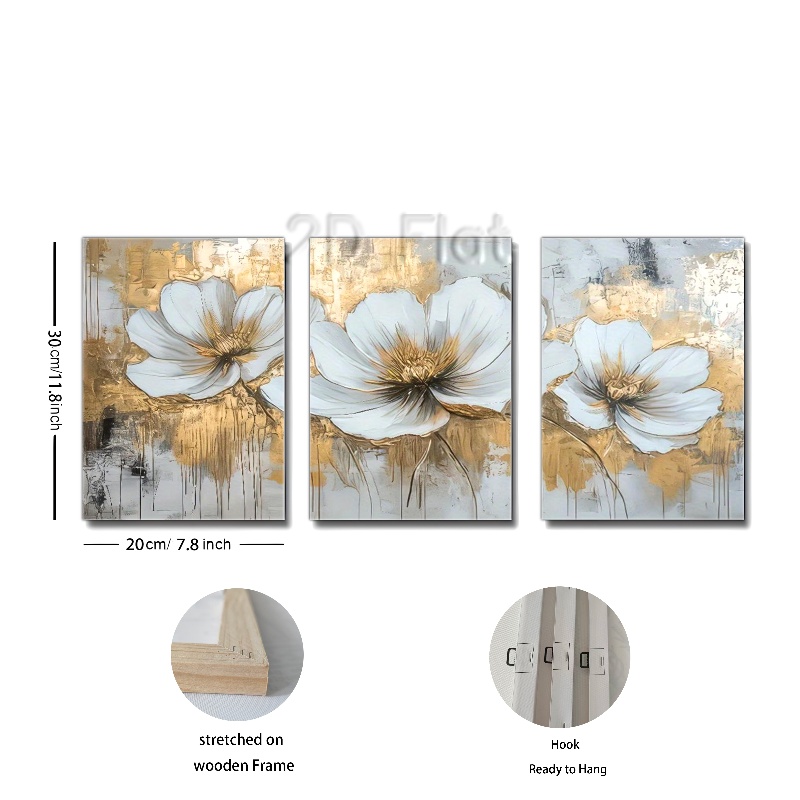 2D Flat
30cm/11.8inch
20cm/ 7.8 inch
stretched on
wooden Frame
Hook
Ready to Hang